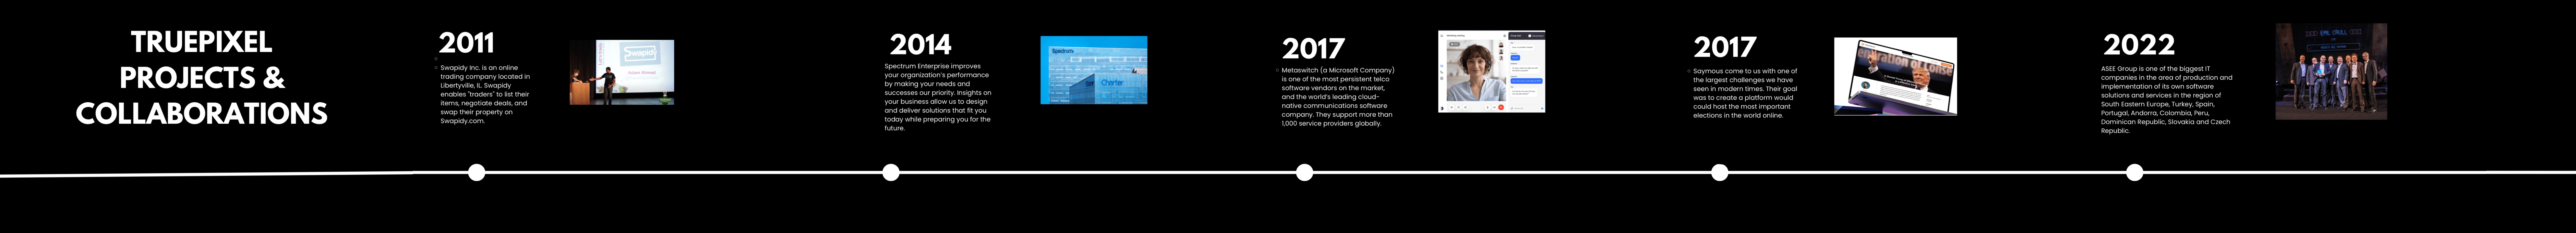 TRUEPIXEL
PROJECTS &
COLLABORATIONS
2011
Swapidy Inc. is an online
trading company located in
Libertyville, IL. Swapidy
enables "traders" to list their
items, negotiate deals, and
swap their property on
Swapidy.com.
Swapidy
2014
Spectrum Enterprise improves
your organization's performance
by making your needs and
successes our priority. Insights on
your business allow us to design
and deliver solutions that fit you
today while preparing you for the
future.
Spectrum
Charter
2017
Metaswitch (a Microsoft Company)
is one of the most persistent telco
software vendors on the market,
and the world's leading cloud-
native communications software
company. They support more than
1,000 service providers globally.
2017
Saymous come to us with one of
the largest challenges we have
seen in modern times. Their goal
was to create a platform would
could host the most important
elections in the world online.
2022
ASEE Group is one of the biggest IT
companies in the area of production and
implementation of its own software
solutions and services in the region of
South Eastern Europe, Turkey, Spain,
Portugal, Andorra, Colombia, Peru,
Dominican Republic, Slovakia and Czech
Republic.